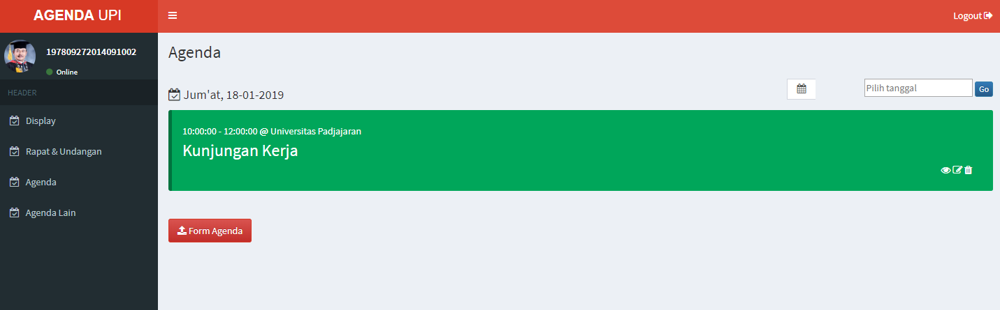 AGENDA UPI
Logout
197809272014091002
Online
HEADER
Display
Rapat & Undangan
Agenda
Agenda Lain
Agenda
Jum'at, 18-01-2019
Pilih tanggal
Go
10:00:00 - 12:00:00 @ Universitas Padjajaran
Kunjungan Kerja
Form Agenda